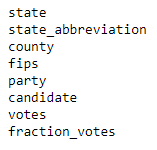 state
state_abbreviation
county
fips
party
candidate
votes
fraction_votes